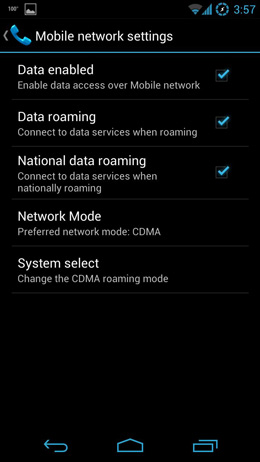 100°
3:57
Mobile network settings
Data enabled
Enable data access over Mobile network
Data roaming
Connect to data services when roaming
National data roaming
Connect to data services when
nationally roaming
Network Mode
Preferred network mode: CDMA
System select
Change the CDMA roaming mode